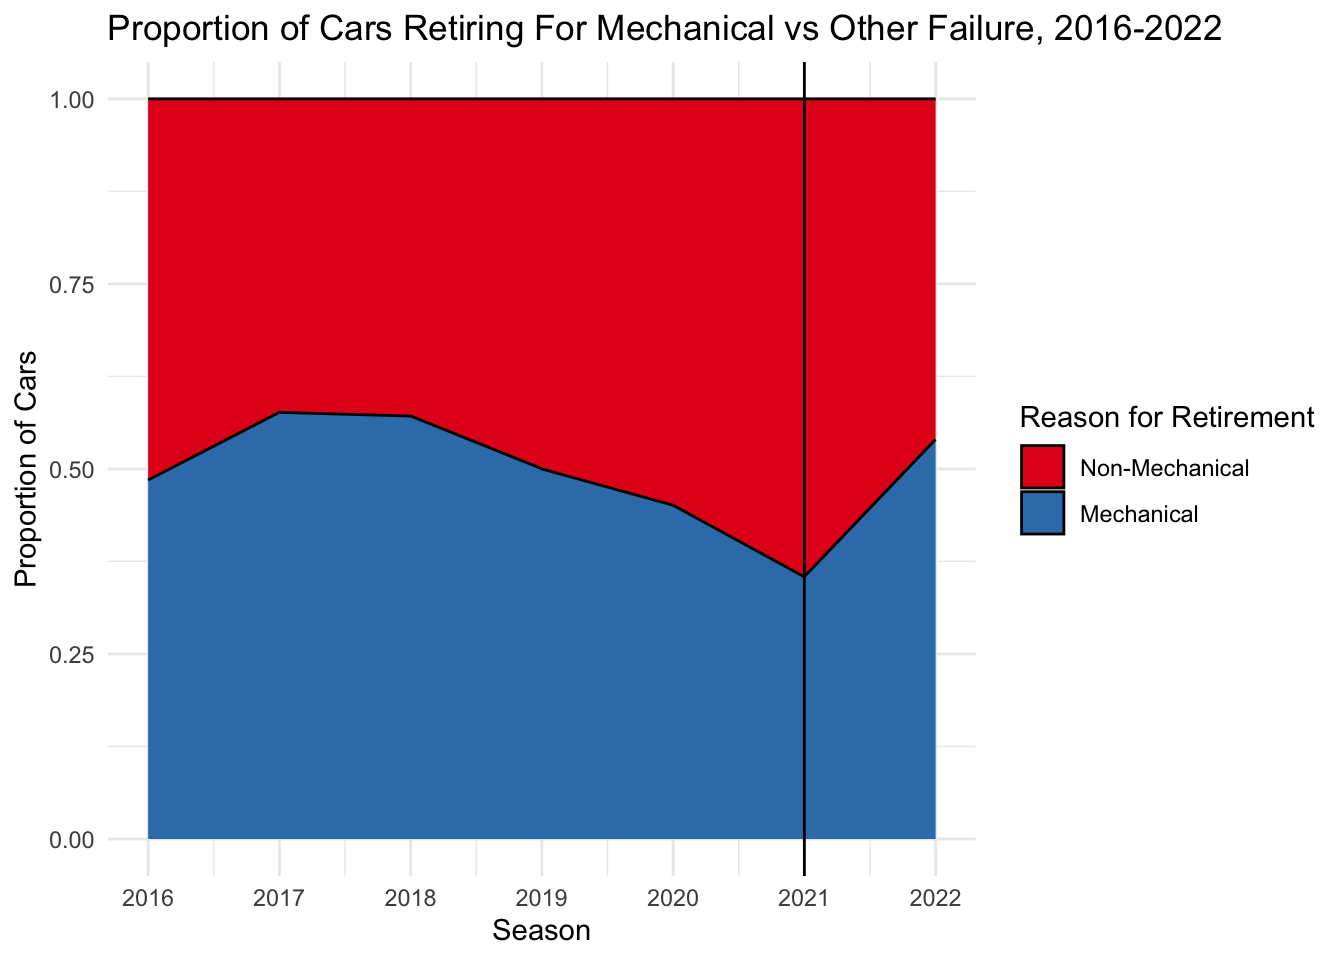 Proportion of Cars Retiring For Mechanical vs Other Failure, 2016-2022
Proportion of Cars
1.00
0.75
0.50
0.25
0.00
2016 2017 2018 2019 2020 2021 2022
Season
Reason for Retirement
Non-Mechanical
Mechanical